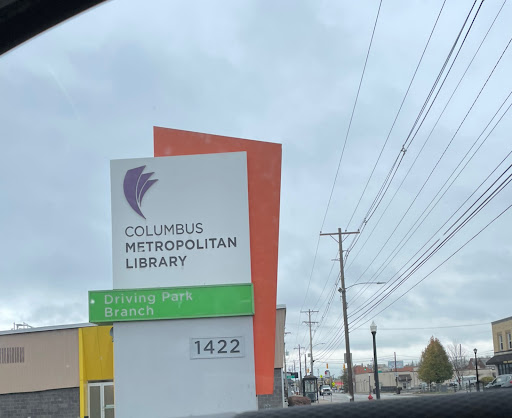 COLUMBUS
METROPOLITAN
LIBRARY
Driving Park
Branch
1422